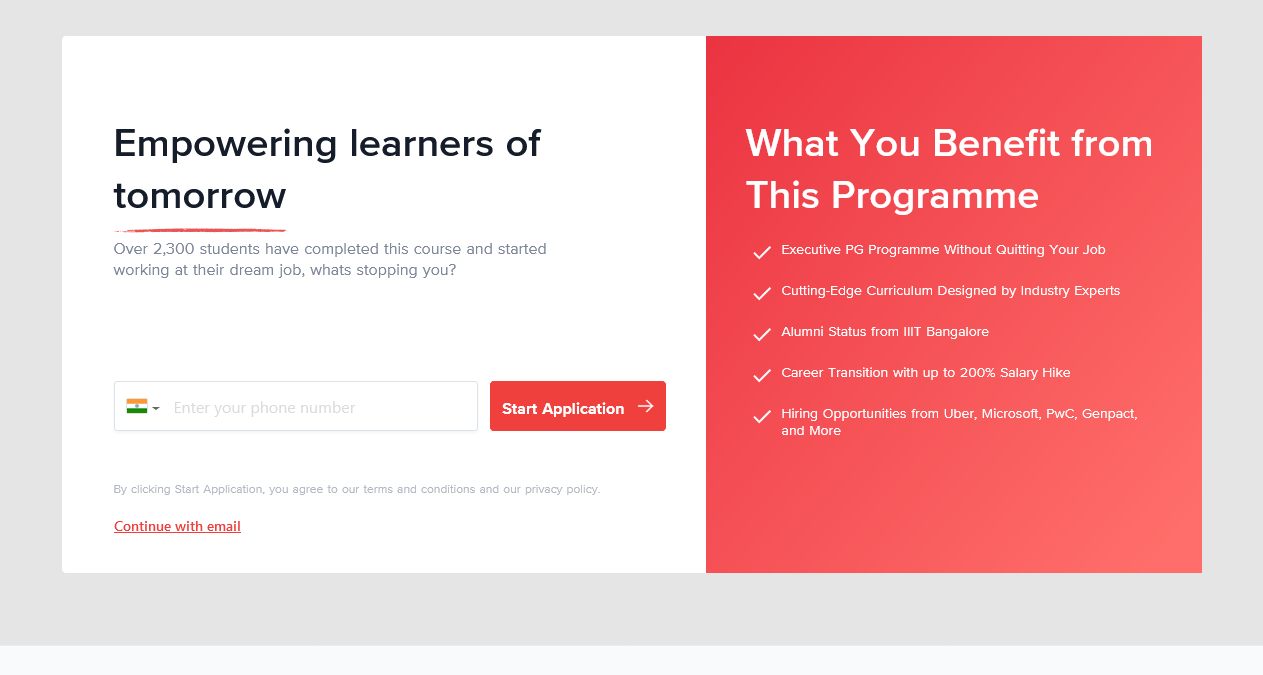 Empowering learners of
tomorrow
Over 2,300 students have completed this course and started
working at their dream job, whats stopping you?
Enter your phone number
Start Application
By clicking Start Application, you agree to our terms and conditions and our privacy policy.
Continue with email
What You Benefit from
This Programme
Executive PG Programme Without Quitting Your Job
Cutting-Edge Curriculum Designed by Industry Experts
Alumni Status from IIIT Bangalore
Career Transition with up to 200% Salary Hike
Hiring Opportunities from Uber, Microsoft, PwC, Genpact,
and More